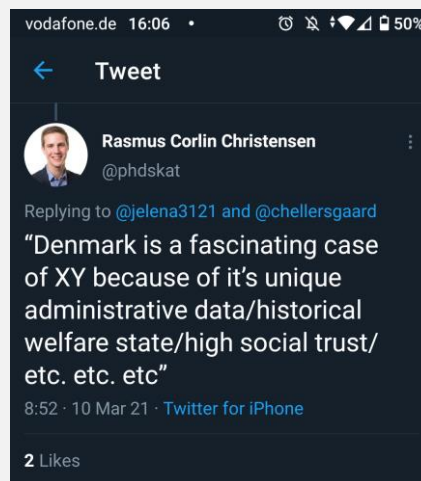 vodafone.de 16:06 •
50%
Tweet
Rasmus Corlin Christensen
@phdskat
Replying to @jelena3121 and @chellersgaard
“Denmark is a fascinating case
of XY because of it’s unique
administrative data/historical
welfare state/high social trust/
etc. etc. etc”
8:52 · 10 Mar 21 · Twitter for iPhone
2 Likes